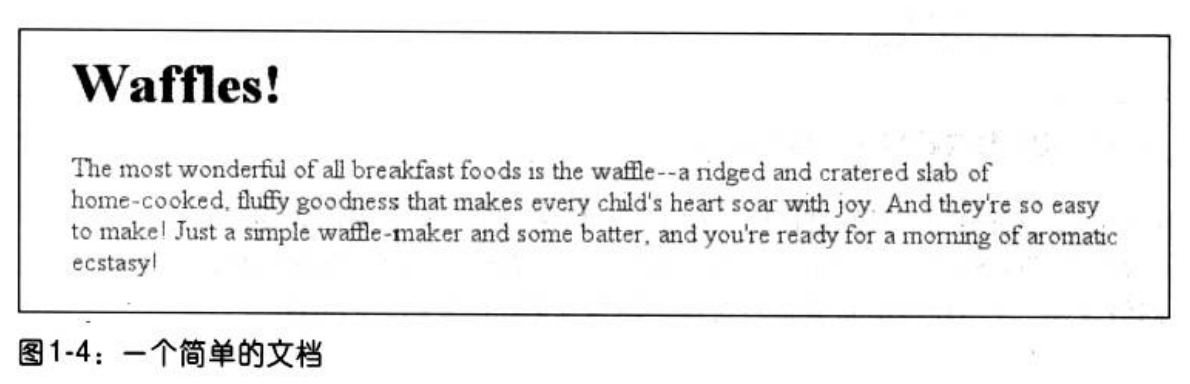 Waffles!
The most wonderful of all breakfast foods is the waffle--a ridged and cratered slab of
home-cooked, fluffy goodness that makes every child's heart soar with joy. And they're so easy
to make! Just a simple waffle-maker and some batter, and you're ready for a morning of aromatic
ecstasy!
图1-4：一个简单的文档